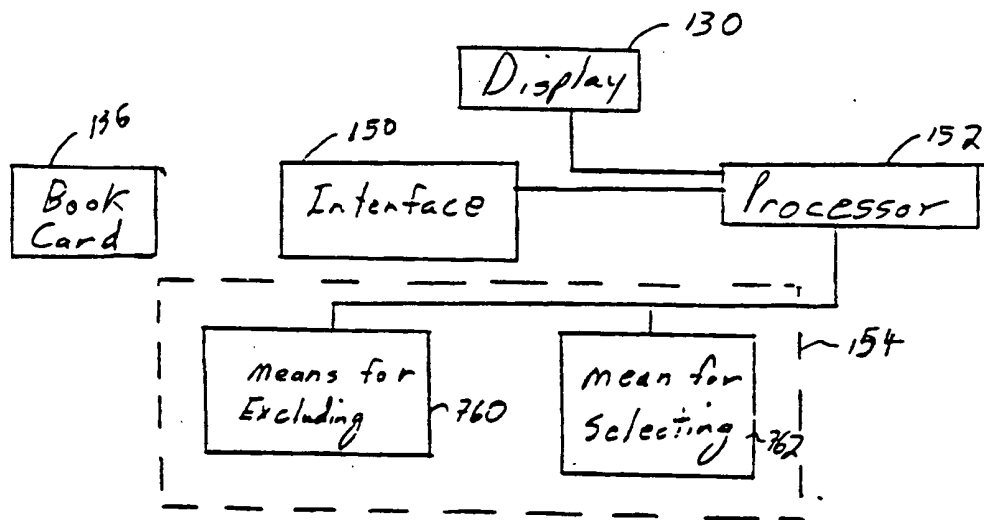 130
Display
136
Book
Card
150
Interface
152
Processor
154
means for
Excluding
760
mean for
Selecting
762